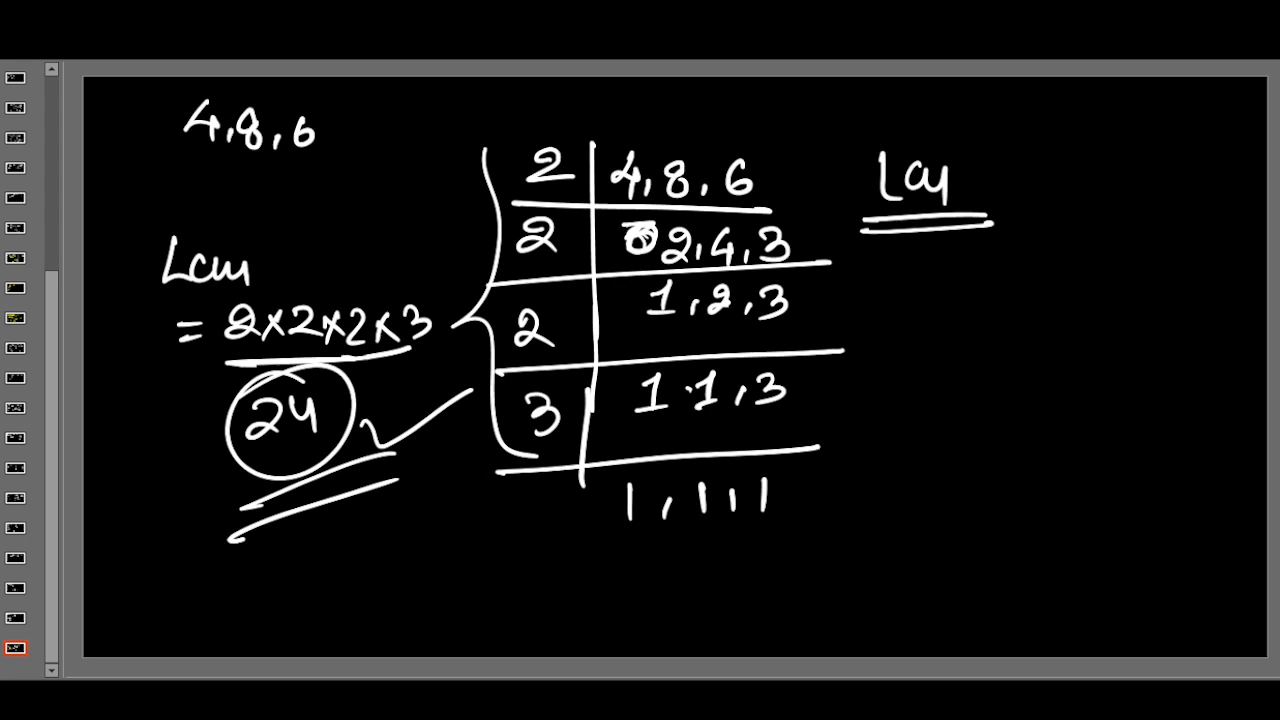 4,8,6
2 | 4,8,6
Lcm
2 | 2,4,3
Lcm
2 | 1,2,3
= 2×2×2×3
3 | 1,1,3
24
1,1,1